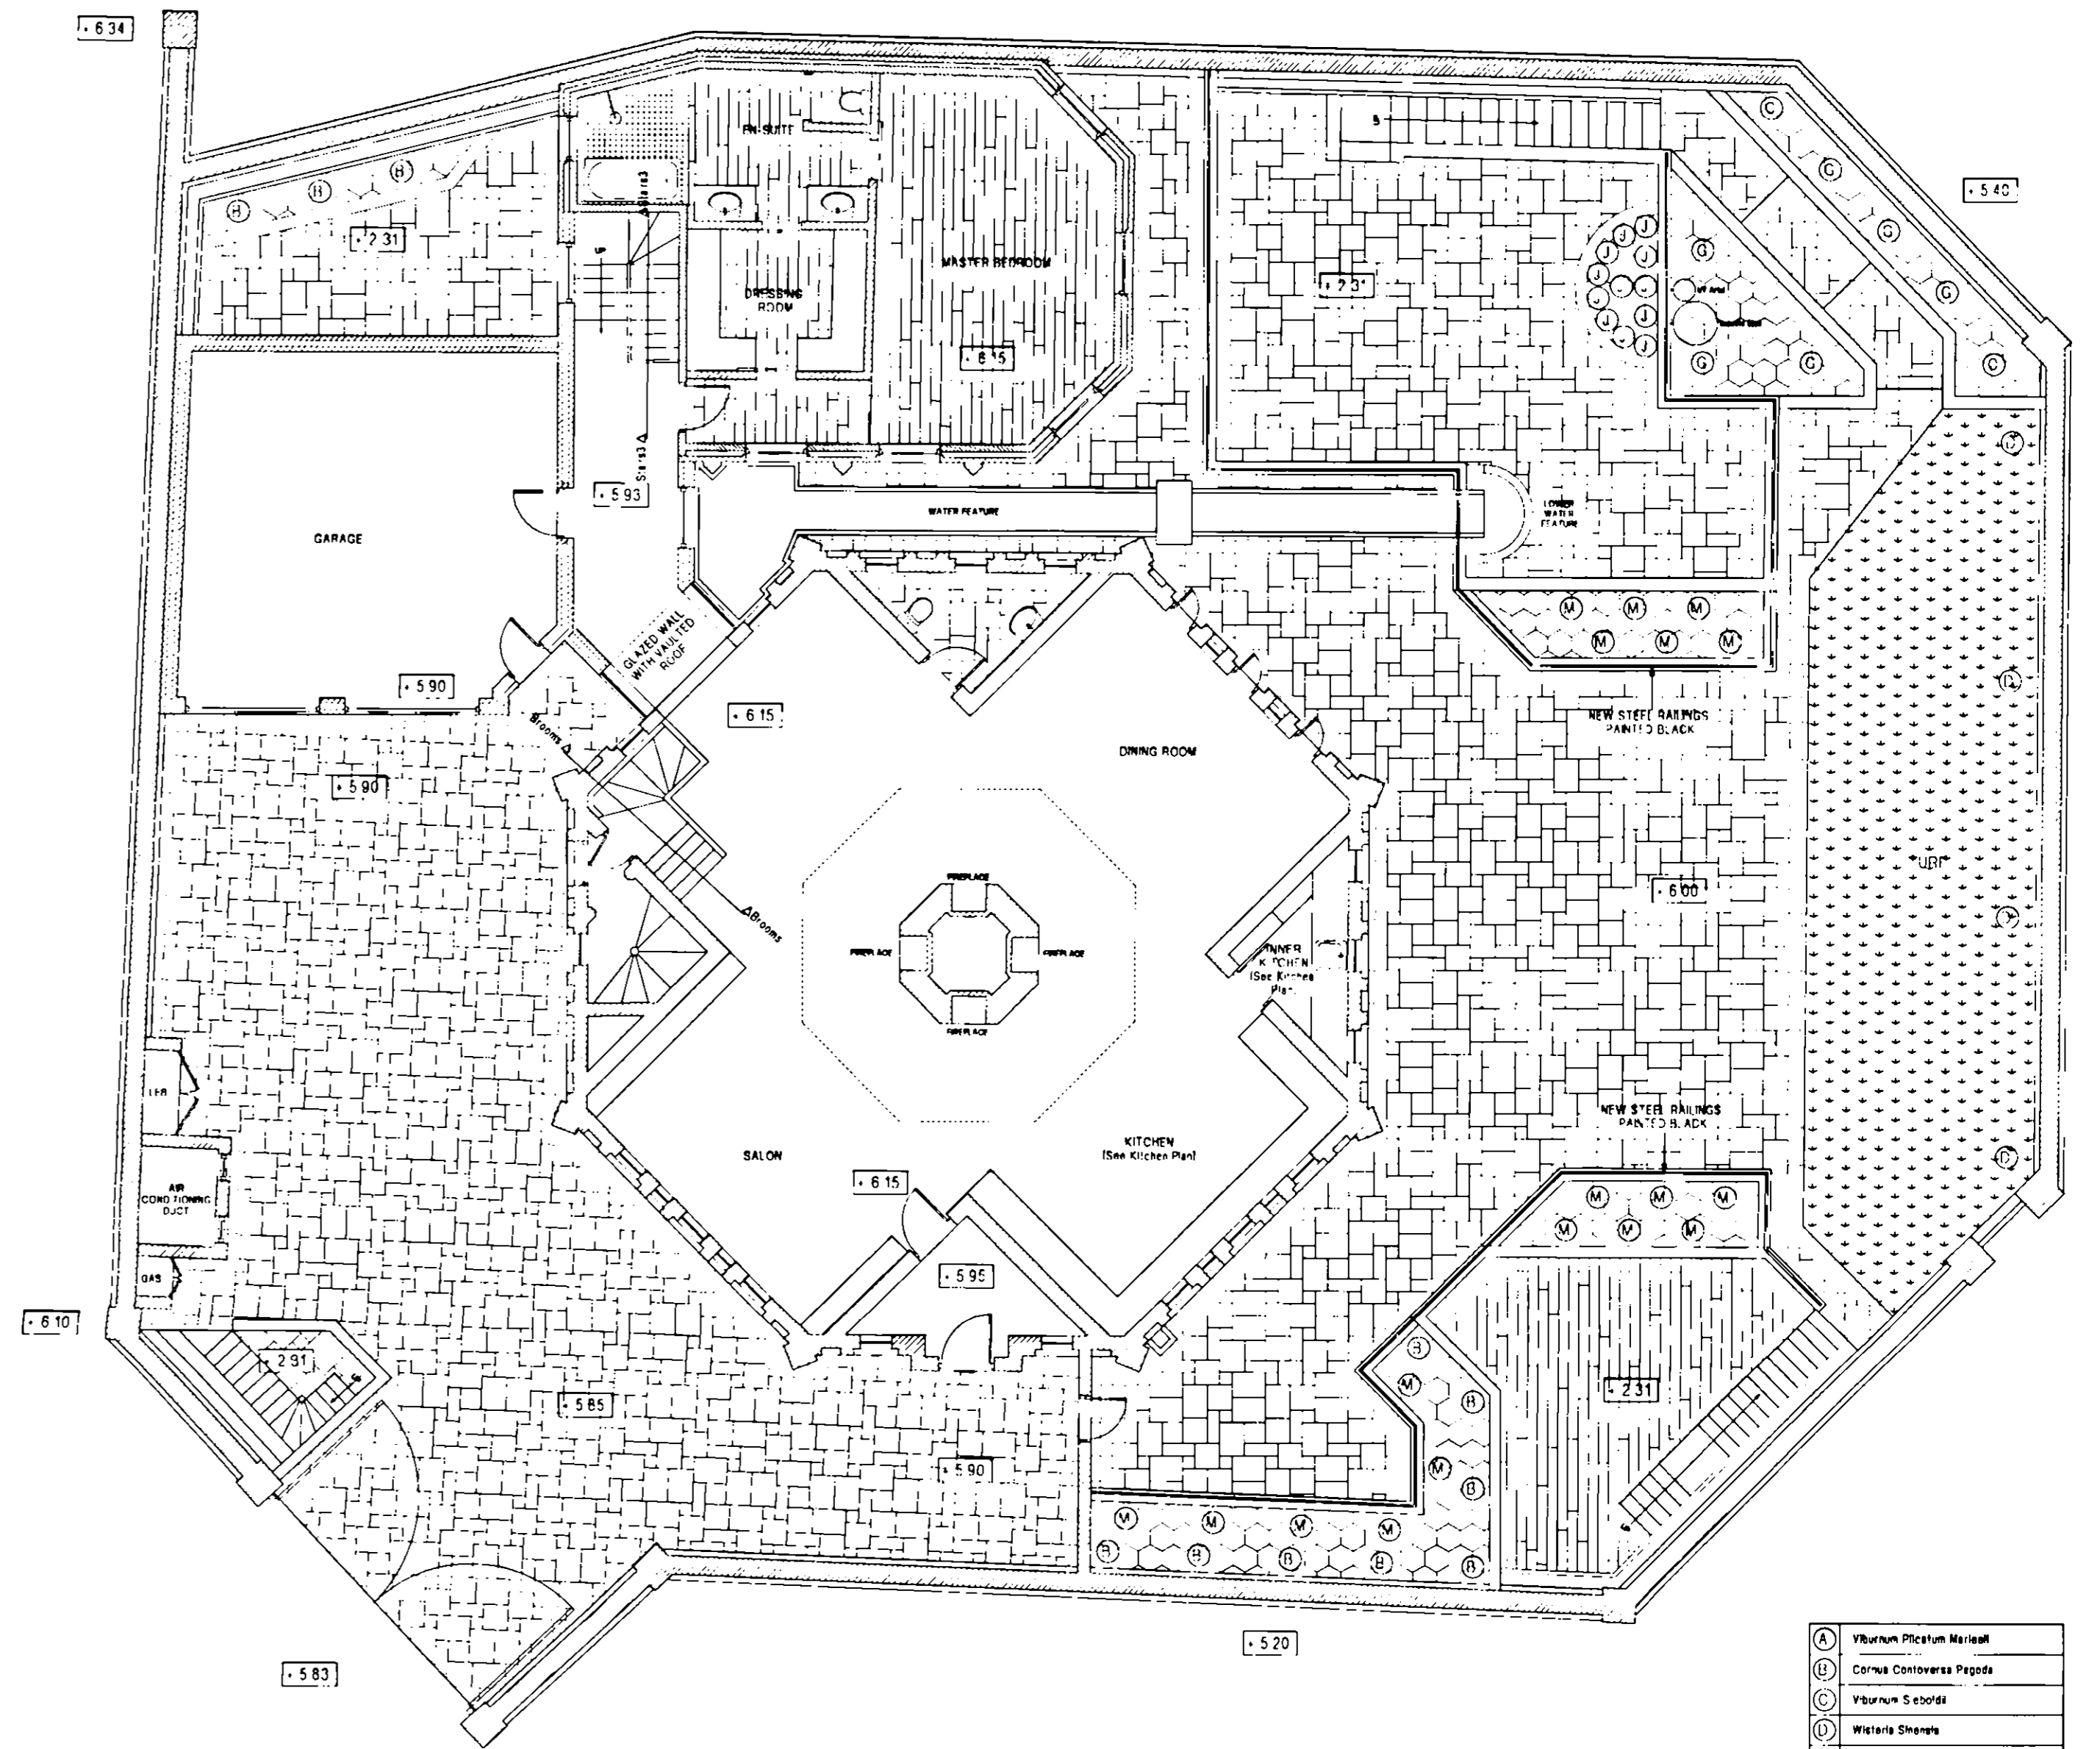 + 6.34
EN-SUITE
Stairs3
B
B
B
+ 2.31
UP
MASTER BEDROOM
DRESSING
ROOM
+ 6.15
C
G
G
G
C
+ 5.40
J
J
J
J
J
J
J
J
J
J
J
J
G
G
G
Stairs3
+ 5.93
WATER FEATURE
LOWER
WATER
FEATURE
GARAGE
GLAZED WALL
WITH VAULTED
ROOF
M
M
M
M
M
M
D
D
D
D
+ 5.90
+ 6.15
Brooms
DINING ROOM
NEW STEEL RAILINGS
PAINTED BLACK
+ 5.90
+ 6.00
FIREPLACE
FIREPLACE
FIREPLACE
FIREPLACE
Brooms
INNER
KITCHEN
(See Kitchen
Plan)
NEW STEEL RAILINGS
PAINTED BLACK
SALON
KITCHEN
(See Kitchen Plan)
+ 6.15
AIR
CONDITIONING
DUCT
GAS
+ 5.95
M
M
M
M
M
M
+ 6.10
2.91
+ 5.85
+ 5.90
B
M
B
M
B
+ 2.31
M
M
M
M
B
B
B
B
B
+ 5.20
+ 5.83
A Viburnum Plicatum Mariesii
B Cornus Contoversa Pagoda
C Viburnum Sieboldii
D Wisteria Sinensis